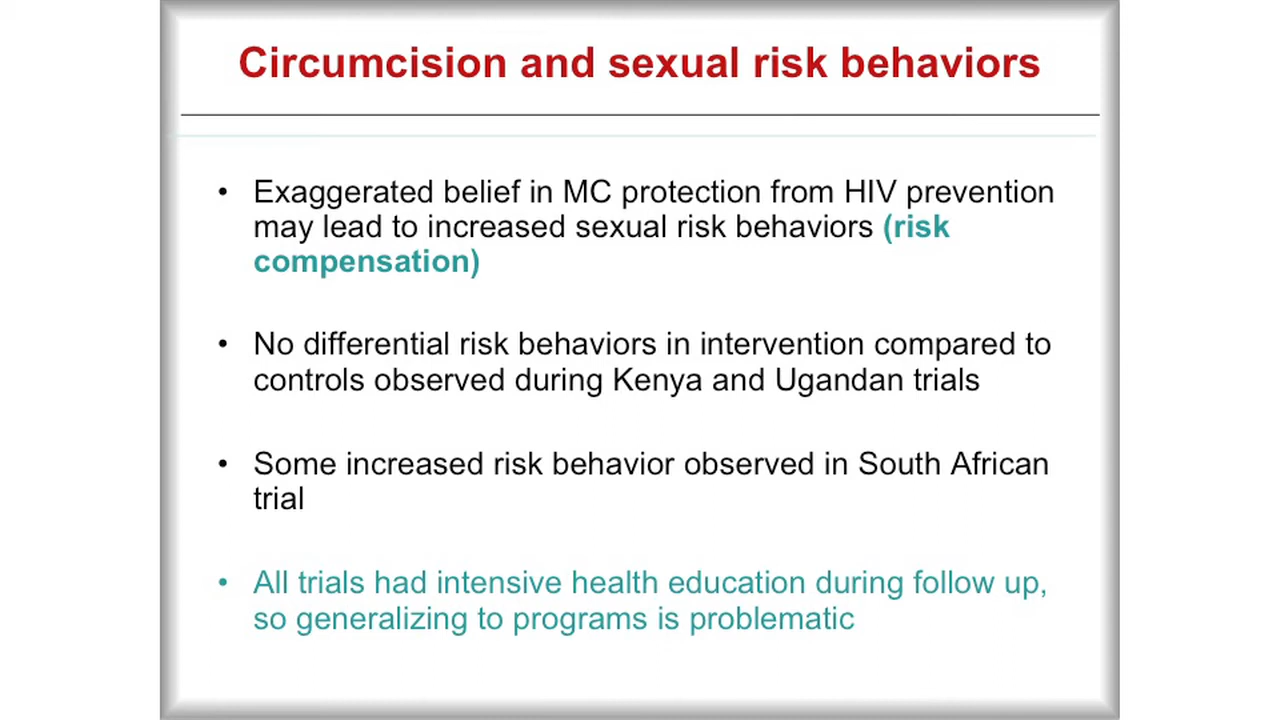 Circumcision and sexual risk behaviors
• Exaggerated belief in MC protection from HIV prevention
may lead to increased sexual risk behaviors (risk
compensation)
• No differential risk behaviors in intervention compared to
controls observed during Kenya and Ugandan trials
• Some increased risk behavior observed in South African
trial
• All trials had intensive health education during follow up,
so generalizing to programs is problematic